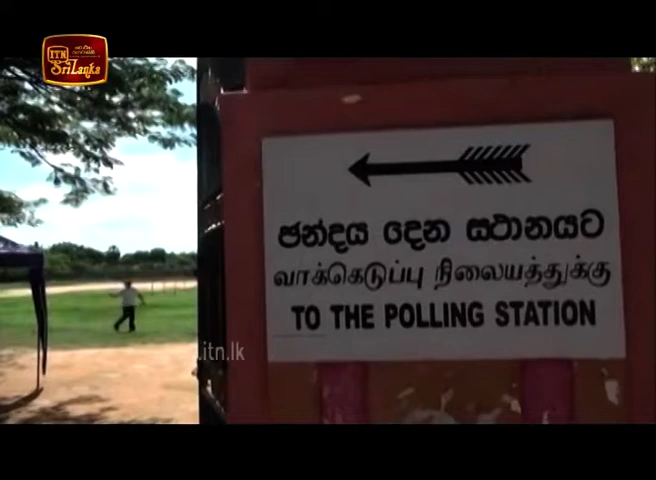 ITN
SriLanka
ඡන්දය දෙන ස්ථානයට
வாக்கெடுப்பு நிலையத்துக்கு
TO THE POLLING STATION
.itn.lk